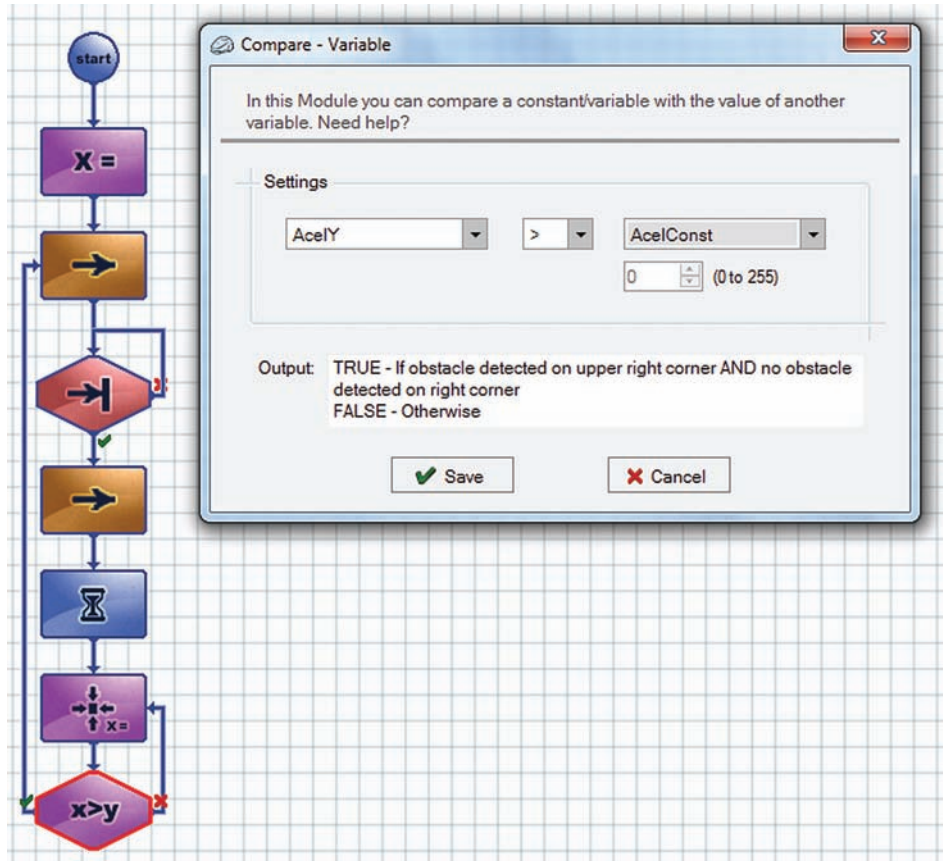 start
Compare - Variable
In this Module you can compare a constant/variable with the value of another
variable. Need help?
Settings
AcelY
>
AcelConst
0
(0 to 255)
Output:
TRUE - If obstacle detected on upper right corner AND no obstacle
detected on right corner
FALSE - Otherwise
Save
Cancel
X =
x=
x>y